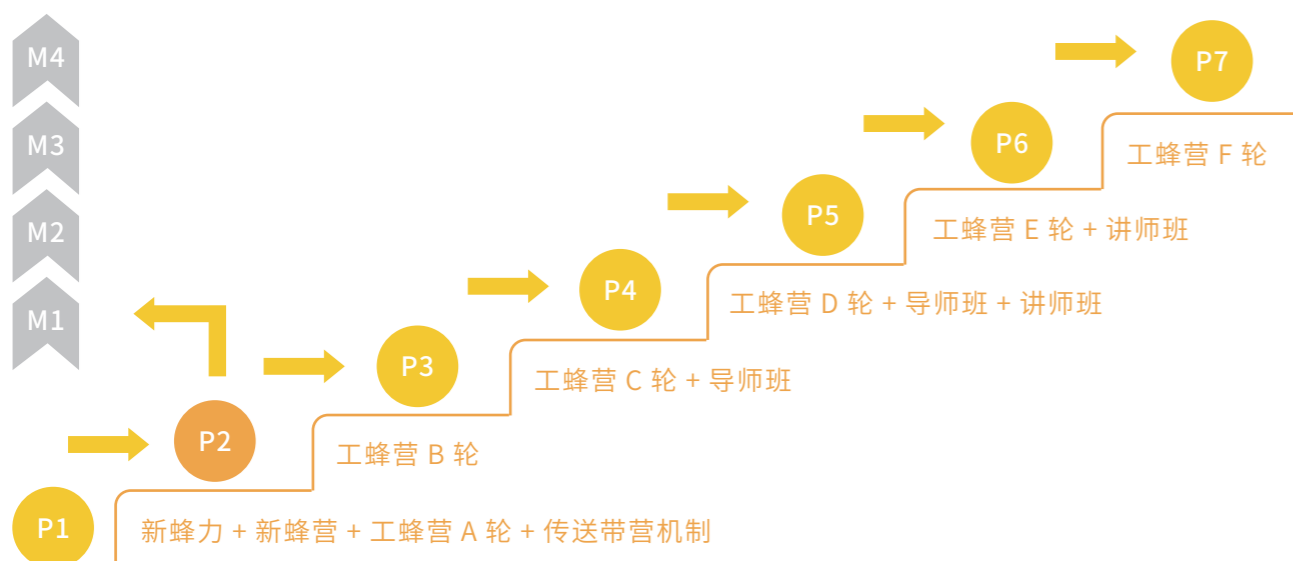 M4
M3
M2
M1
P7
工蜂营 F 轮
P6
工蜂营 E 轮 + 讲师班
P5
工蜂营 D 轮 + 导师班 + 讲师班
P4
工蜂营 C 轮 + 导师班
P3
工蜂营 B 轮
P2
新蜂力 + 新蜂营 + 工蜂营 A 轮 + 传送带营机制
P1